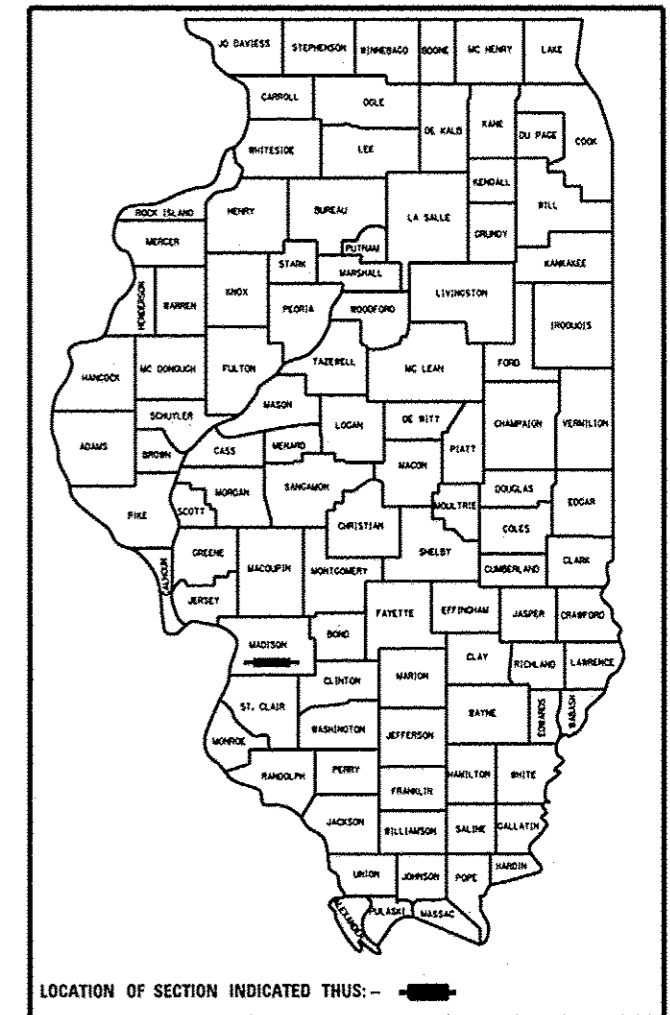 JO DAVIESS STEPHENSON WINNEBAGO BOONE MC HENRY LAKE
CARROLL OGLE DE KALB KANE DU PAGE COOK
WHITESIDE LEE
KENDALL
ROCK ISLAND HENRY BUREAU LA SALLE GRUNDY WILL
MERCER PUTNAM
STARK MARSHALL KANKAKEE
HENDERSON WARREN KNOX PEORIA WOODFORD LIVINGSTON IROQUOIS
HANCOCK MC DONOUGH FULTON TAZEWELL MC LEAN FORD
MASON
SCHUYLER LOGAN DE WITT CHAMPAIGN VERMILION
ADAMS BROWN CASS MENARD PIATT
MACON
PIKE SCOTT MORGAN SANGAMON MOULTRIE DOUGLAS EDGAR
CHRISTIAN COLES
GREENE MACOUPIN MONTGOMERY SHELBY CUMBERLAND CLARK
CALHOUN JERSEY FAYETTE EFFINGHAM JASPER CRAWFORD
MADISON BOND
CLAY RICHLAND LAWRENCE
CLINTON MARION
ST. CLAIR WAYNE EDWARDS WABASH
MONROE WASHINGTON JEFFERSON
RANDOLPH PERRY HAMILTON WHITE
FRANKLIN
JACKSON WILLIAMSON SALINE GALLATIN
UNION JOHNSON POPE HARDIN
ALEXANDER PULASKI MASSAC
LOCATION OF SECTION INDICATED THUS:-